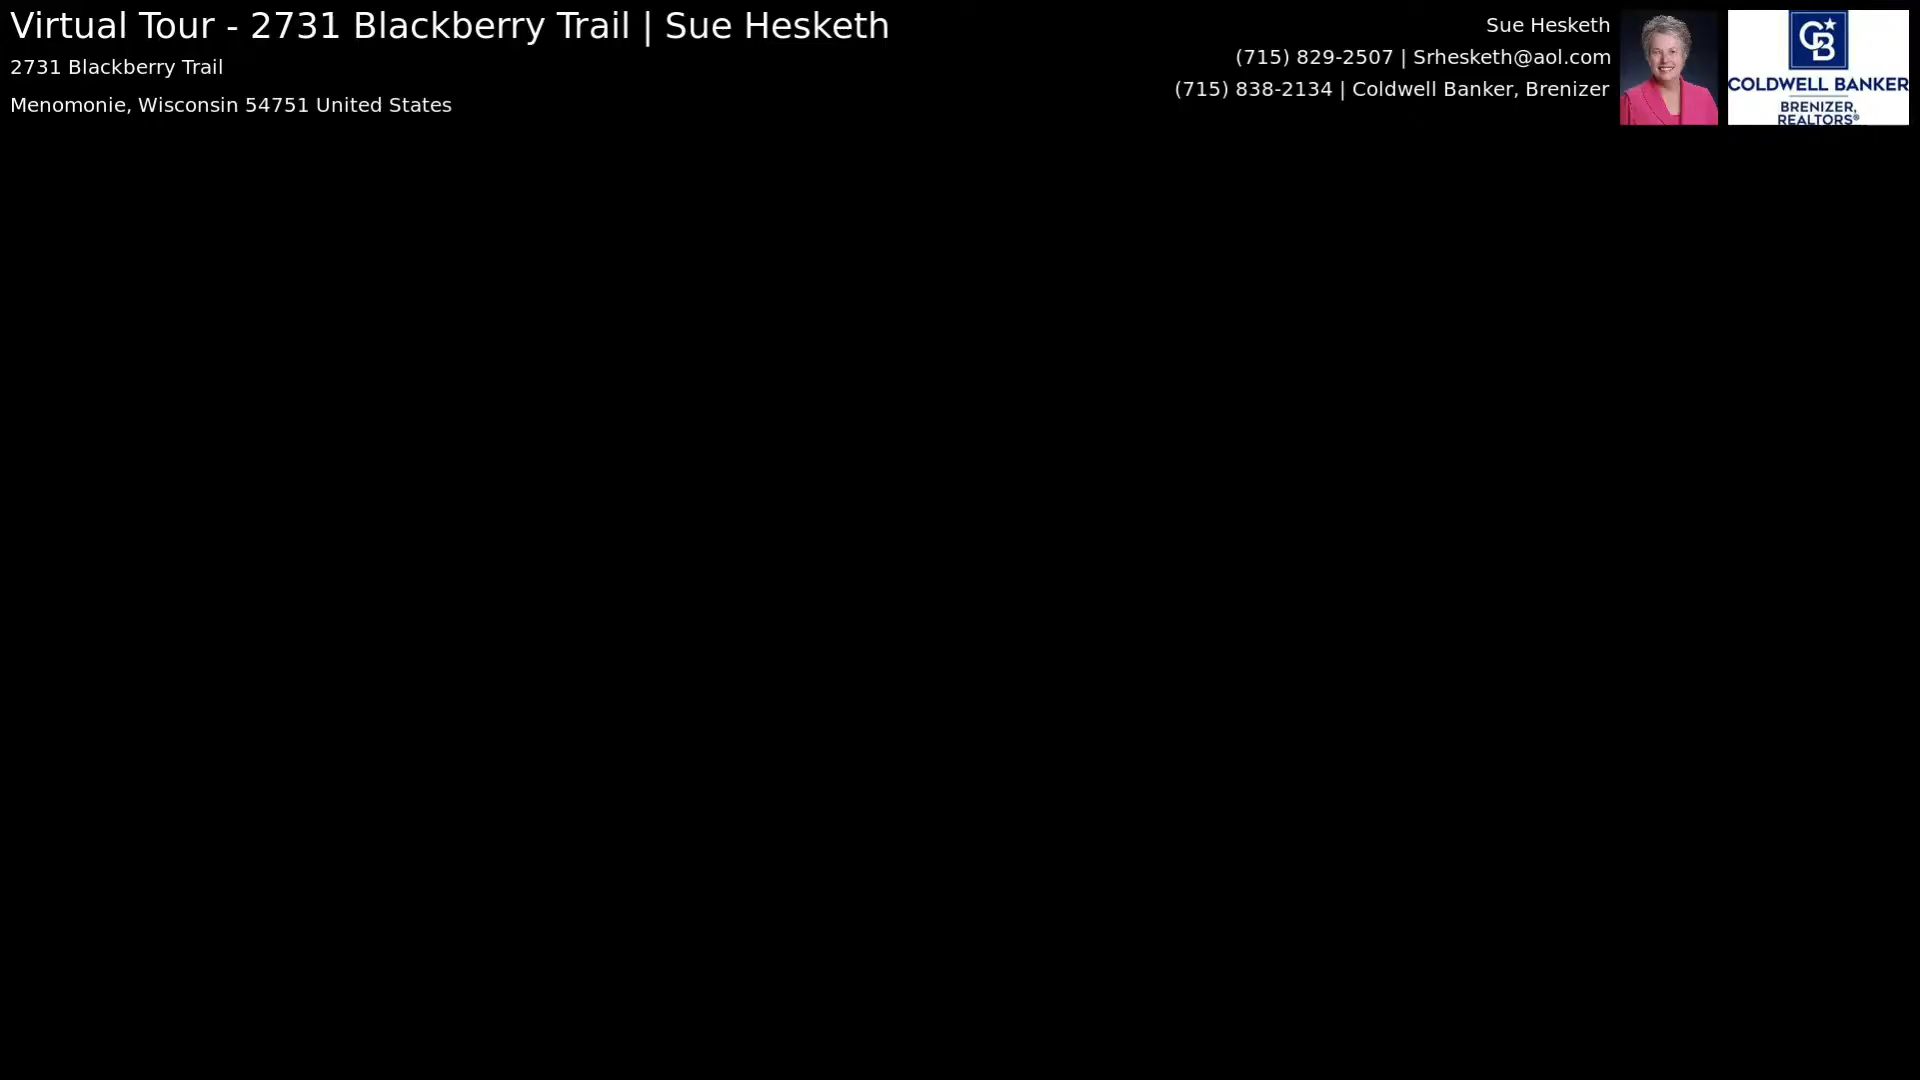 Virtual Tour - 2731 Blackberry Trail | Sue Hesketh
2731 Blackberry Trail
Menomonie, Wisconsin 54751 United States
Sue Hesketh
(715) 829-2507 | Srhesketh@aol.com
(715) 838-2134 | Coldwell Banker, Brenizer
CB
COLDWELL BANKER
BRENIZER,
REALTORS®